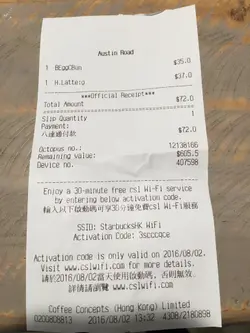 Austin Road
1 BEggCBun $35.0
1 H.Latte:g $37.0
***Official Receipt***
Total Amount $72.0
Slip Quantity 1
Payment:
八達通付款 $72.0
Octopus no.: 12138166
Remaining value: $605.5
Device no. 407598
Enjoy a 30-minute free csl Wi-Fi service
by entering below activation code.
輸入以下啟動碼可享30分鐘免費csl Wi-Fi服務
SSID: StarbucksHK WiFi
Activation Code: 3scccqce
Activation code is only valid on 2016/08/02.
Visit www.cslwifi.com for more details.
請於2016/08/02當天使用啟動碼, 否則無效.
詳情請瀏覽 www.cslwifi.com
Coffee Concepts (Hong Kong) Limited
0200808813 2016/08/02 13:32 4308/2180898